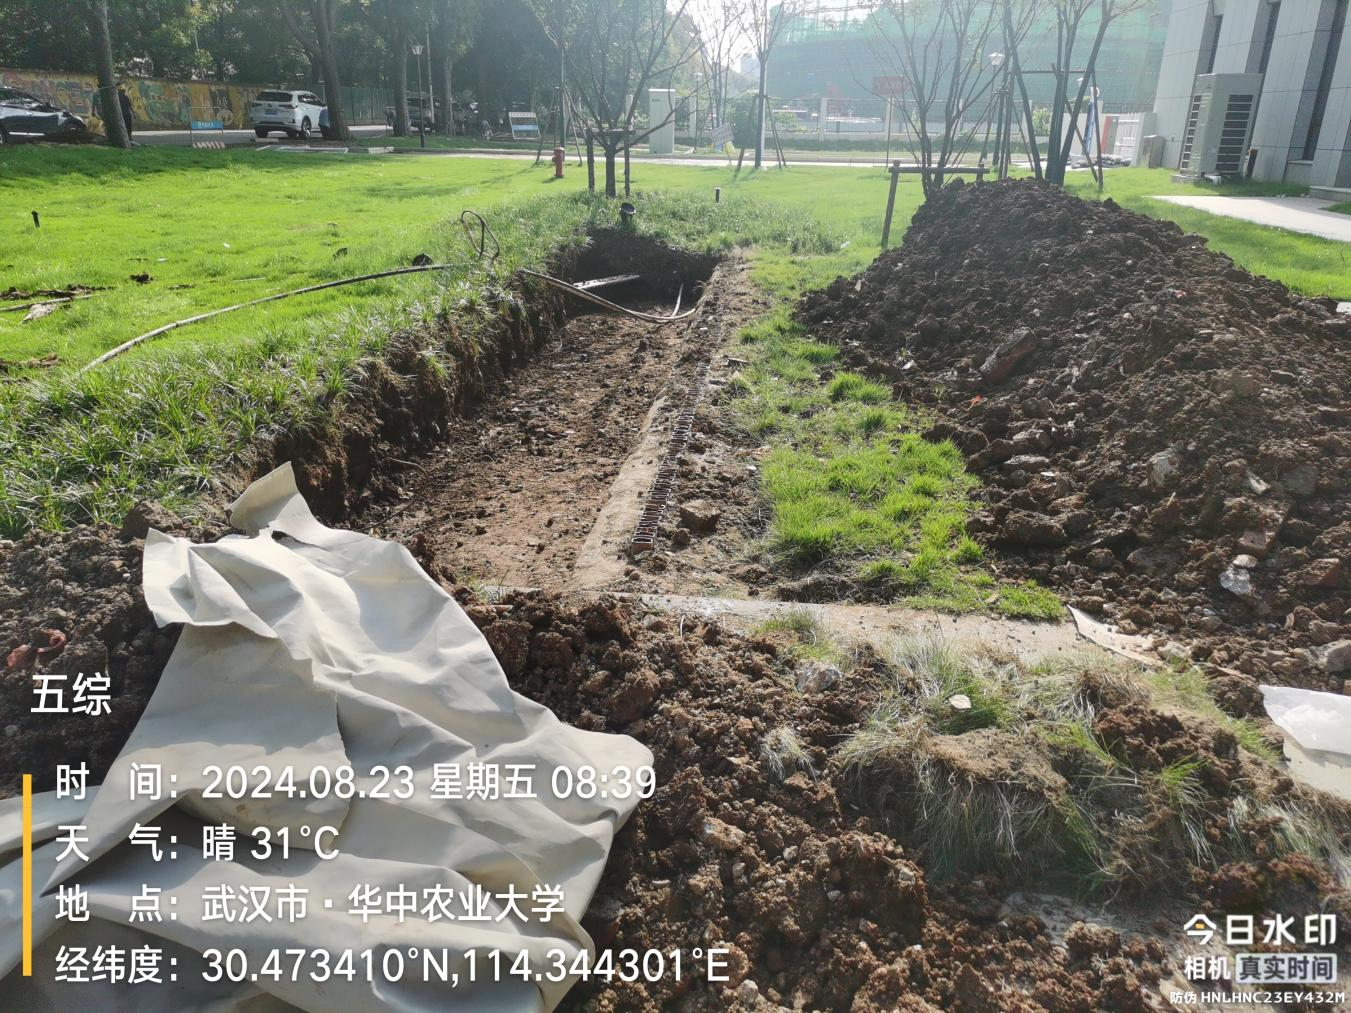 五综
时 间：2024.08.23 星期五 08:39
天 气：晴 31℃
地 点：武汉市·华中农业大学
经纬度：30.473410°N,114.344301°E
今日水印
相机 真实时间
防伪 HNLHNC23EY432M